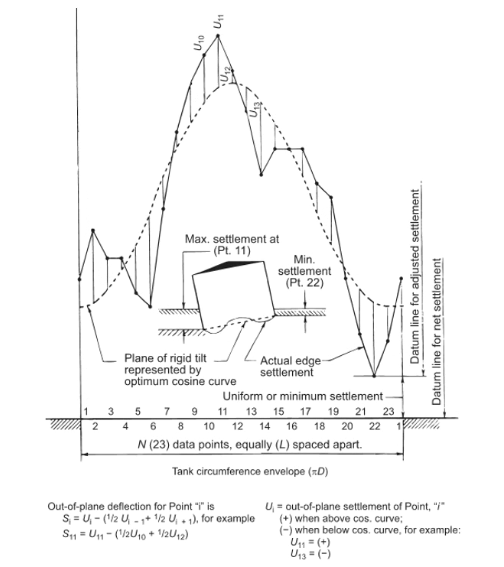 U10
U11
U12
U13
Max. settlement at
(Pt. 11)
Min.
settlement
(Pt. 22)
Plane of rigid tilt
represented by
optimum cosine curve
Actual edge
settlement
Uniform or minimum settlement
Datum line for adjusted settlement
Datum line for net settlement
1 3 5 7 9 11 13 15 17 19 21 23
2 4 6 8 10 12 14 16 18 20 22 1
N (23) data points, equally (L) spaced apart.
Tank circumference envelope (πD)
Out-of-plane deflection for Point "i" is
Si = Ui – (1/2 Ui – 1+ 1/2 Ui + 1), for example
S11 = U11 – (1/2U10 + 1/2U12)
Ui = out-of-plane settlement of Point, "i"
(+) when above cos. curve;
(–) when below cos. curve, for example:
U11 = (+)
U13 = (–)